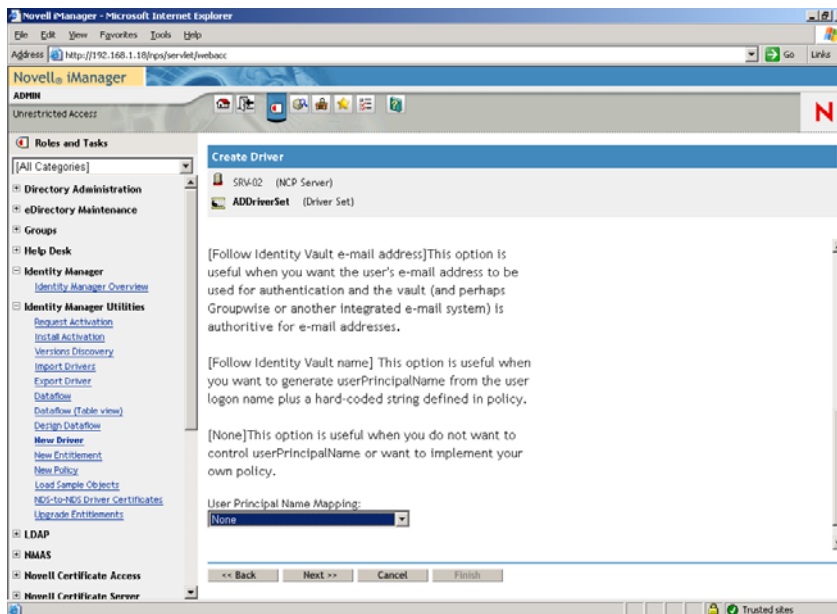 Novell iManager - Microsoft Internet Explorer
File Edit View Favorites Tools Help
Address http://192.168.1.18/nps/servlet/webacc Go Links
Novell® iManager
ADMIN
Unrestricted Access
N
Roles and Tasks
[All Categories]
Directory Administration
eDirectory Maintenance
Groups
Help Desk
Identity Manager
Identity Manager Overview
Identity Manager Utilities
Request Activation
Install Activation
Versions Discovery
Import Drivers
Export Driver
Dataflow
Dataflow (Table view)
Design Dataflow
New Driver
New Entitlement
New Policy
Load Sample Objects
NDS-to-NDS Driver Certificates
Upgrade Entitlements
LDAP
NMAS
Novell Certificate Access
Novell Certificate Server
Create Driver
SRV-02 (NCP Server)
ADDriverSet (Driver Set)
[Follow Identity Vault e-mail address]This option is
useful when you want the user's e-mail address to be
used for authentication and the vault (and perhaps
Groupwise or another integrated e-mail system) is
authoritive for e-mail addresses.
[Follow Identity Vault name] This option is useful when
you want to generate userPrincipalName from the user
logon name plus a hard-coded string defined in policy.
[None]This option is useful when you do not want to
control userPrincipalName or want to implement your
own policy.
User Principal Name Mapping:
None
<< Back Next >> Cancel Finish
Trusted sites